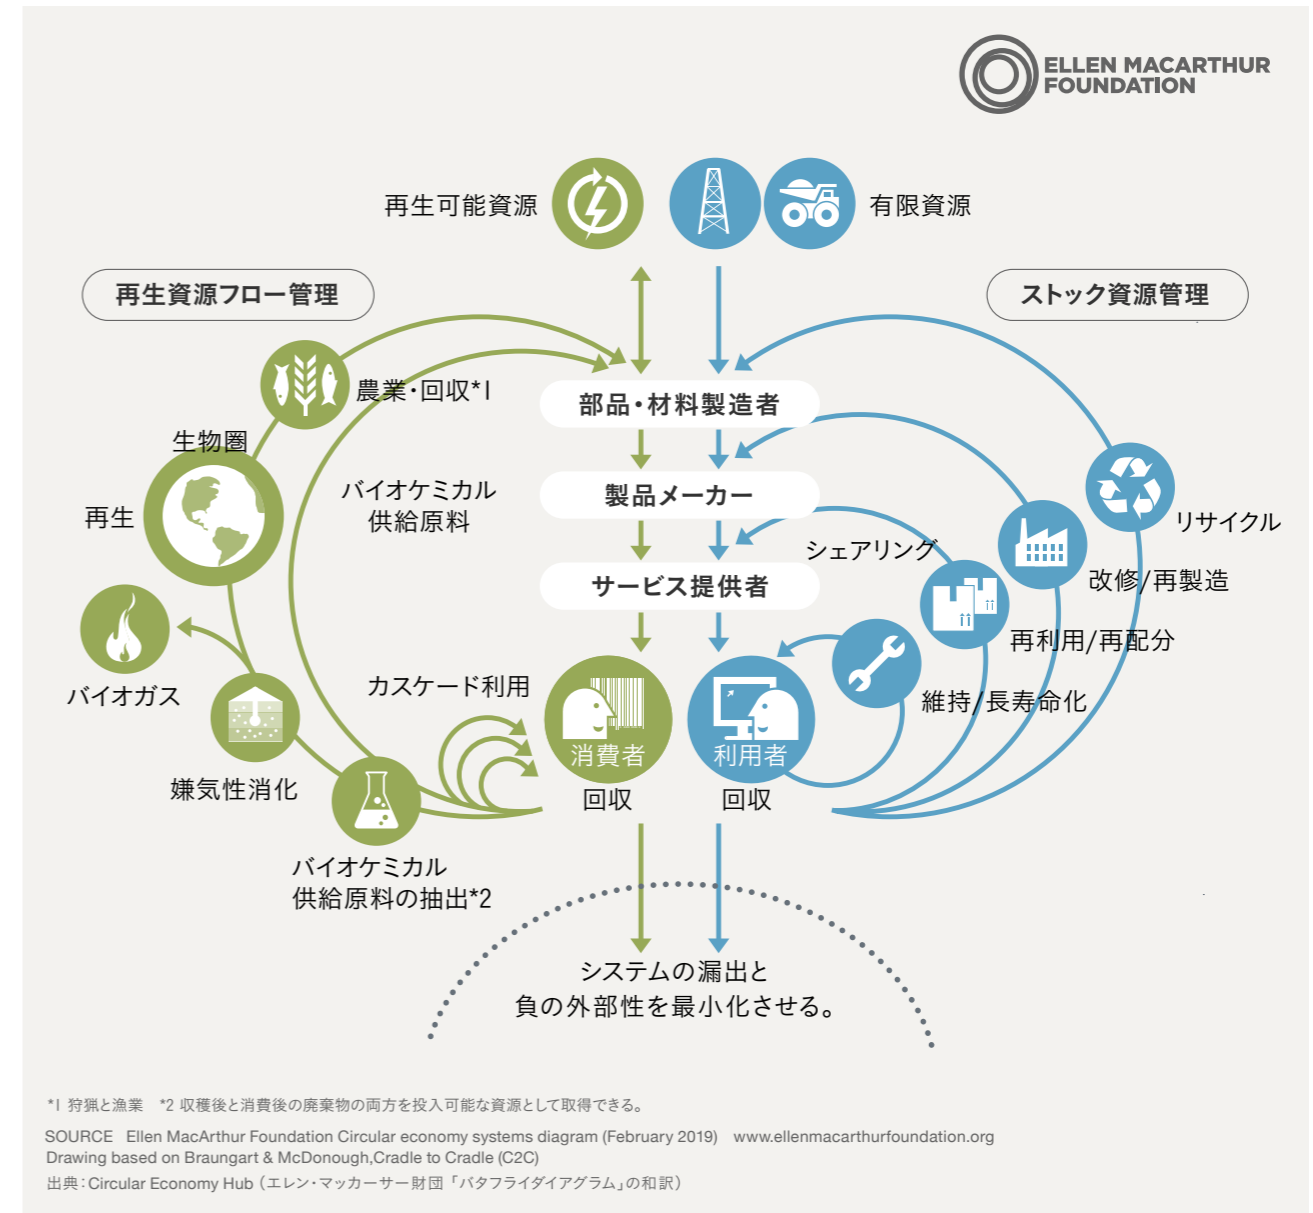 ELLEN MACARTHUR
FOUNDATION
再生可能資源
有限資源
再生資源フロー管理
ストック資源管理
農業・回収*1
部品・材料製造者
生物圏
再生
バイオケミカル
供給原料
製品メーカー
リサイクル
シェアリング
改修/再製造
サービス提供者
再利用/再配分
バイオガス
カスケード利用
維持/長寿命化
消費者
利用者
嫌気性消化
回収
回収
バイオケミカル
供給原料の抽出*2
システムの漏出と
負の外部性を最小化させる。
*1 狩猟と漁業 *2 収穫後と消費後の廃棄物の両方を投入可能な資源として取得できる。
SOURCE Ellen MacArthur Foundation Circular economy systems diagram (February 2019) www.ellenmacarthurfoundation.org
Drawing based on Braungart & McDonough,Cradle to Cradle (C2C)
出典：Circular Economy Hub（エレン・マッカーサー財団「バタフライダイアグラム」の和訳）